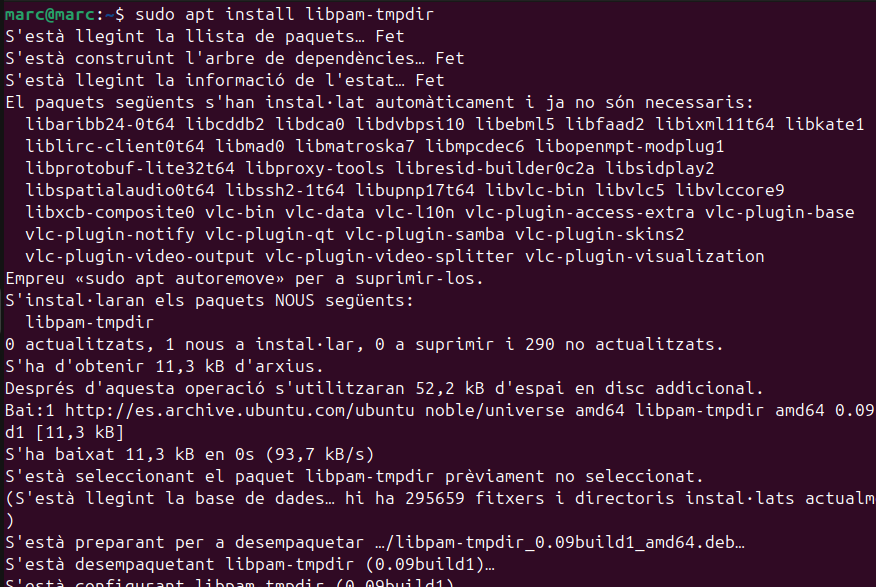 marc@marc:~$ sudo apt install libpam-tmpdir
S'està llegint la llista de paquets… Fet
S'està construint l'arbre de dependències… Fet
S'està llegint la informació de l'estat… Fet
El paquets següents s'han instal·lat automàticament i ja no són necessaris:
  libaribb24-0t64 libcddb2 libdca0 libdvbpsi10 libebml5 libfaad2 libixml11t64 libkate1
  liblirc-client0t64 libmad0 libmatroska7 libmpcdec6 libopenmpt-modplug1
  libprotobuf-lite32t64 libproxy-tools libresid-builder0c2a libsidplay2
  libspatialaudio0t64 libssh2-1t64 libupnp17t64 libvlc-bin libvlc5 libvlccore9
  libxcb-composite0 vlc-bin vlc-data vlc-l10n vlc-plugin-access-extra vlc-plugin-base
  vlc-plugin-notify vlc-plugin-qt vlc-plugin-samba vlc-plugin-skins2
  vlc-plugin-video-output vlc-plugin-video-splitter vlc-plugin-visualization
Empreu «sudo apt autoremove» per a suprimir-los.
S'instal·laran els paquets NOUS següents:
  libpam-tmpdir
0 actualitzats, 1 nous a instal·lar, 0 a suprimir i 290 no actualitzats.
S'ha d'obtenir 11,3 kB d'arxius.
Després d'aquesta operació s'utilitzaran 52,2 kB d'espai en disc addicional.
Bai:1 http://es.archive.ubuntu.com/ubuntu noble/universe amd64 libpam-tmpdir amd64 0.09
d1 [11,3 kB]
S'ha baixat 11,3 kB en 0s (93,7 kB/s)
S'està seleccionant el paquet libpam-tmpdir prèviament no seleccionat.
(S'està llegint la base de dades… hi ha 295659 fitxers i directoris instal·lats actualm
)
S'està preparant per a desempaquetar …/libpam-tmpdir_0.09build1_amd64.deb…
S'està desempaquetant libpam-tmpdir (0.09build1)…
S'està configurant libpam-tmpdir (0.09build1)